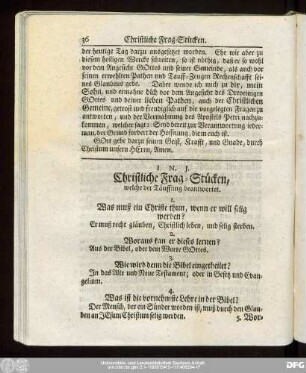 36 Christliche Frag-Stücken.
der heutige Tag darzu ausgesetzet worden. Ehe wir aber zu
diesem heiligen Wercke schreiten, so ist nöthig, daß er so wohl
vor dem Angesicht GOttes und seiner Gemeinde, als auch vor
seinen erwehlten Pathen und Tauff-Zeugen Rechenschafft sei-
nes Glaubens gebe. Daher wende ich mich zu dir, mein
Sohn, und ermahne dich vor dem Angesicht des Dreyeinigen
GOttes und deiner lieben Pathen, auch der Christlichen Ge-
meinde, getrost und freudig auf die vorgelegten Fragen zu
antworten, und der Vermahnung des Apostels Petri nachzu-
kommen, welcher sagt: Seyd bereit zur Verantwortung jeder-
man, der Grund fordert der Hoffnung, die in euch ist.
GOtt gebe darzu seinen Geist, Krafft, und Gnade, durch
Christum unsern HErrn, Amen.
I. N. J.
Christliche Frag-Stücken,
welche der Täuffling beantwortet.
1.
Was muß ein Christe thun, wenn er will selig
werden?
Er muß recht gläuben, Christlich leben, und selig sterben.
2.
Woraus kan er dieses lernen?
Aus der Bibel, oder dem Worte GOttes.
3.
Wie wird denn die Bibel eingetheilet?
In das Alte und Neue Testament; oder in Gesetz und Evan-
gelium.
4.
Was ist die vornehmste Lehre in der Bibel?
Der Mensch, der ein Sünder worden ist, muß durch den Glau-
ben an JEsum Christum selig werden.
5. Wor-